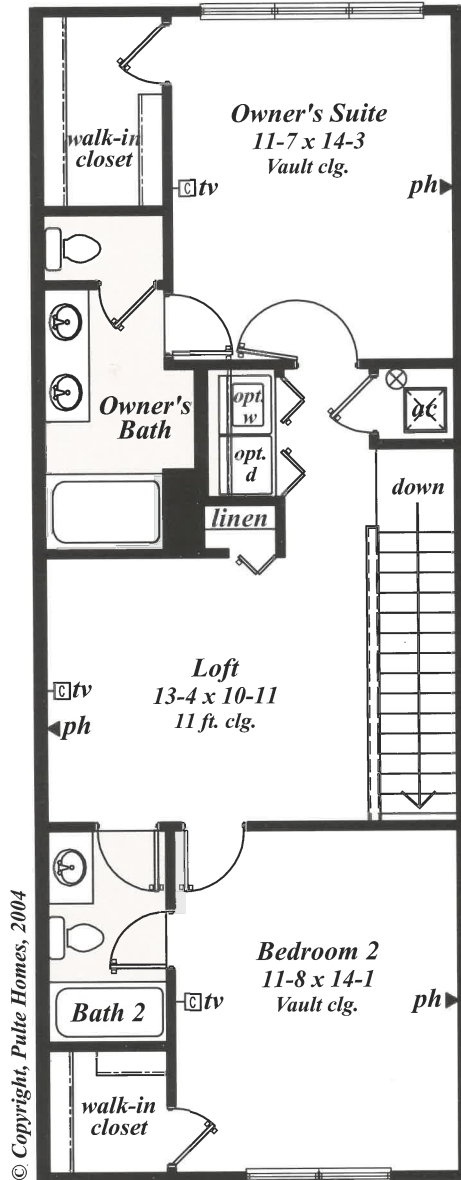 Owner's Suite
11-7 x 14-3
Vault clg.
walk-in
closet
C tv
ph
Owner's
Bath
opt.
w
opt.
d
ac
down
linen
Loft
13-4 x 10-11
11 ft. clg.
C tv
ph
Bedroom 2
11-8 x 14-1
Vault clg.
C tv
ph
Bath 2
walk-in
closet
© Copyright, Pulte Homes, 2004